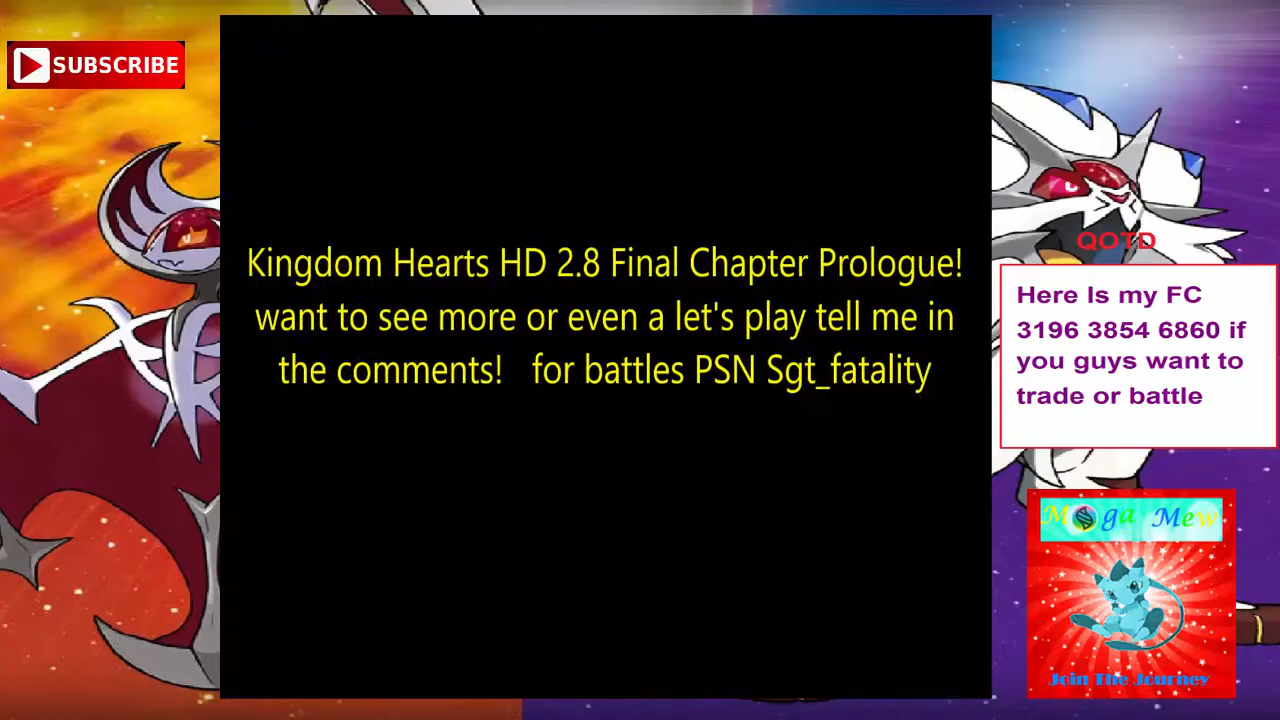 SUBSCRIBE
Kingdom Hearts HD 2.8 Final Chapter Prologue!
want to see more or even a let's play tell me in
the comments!   for battles PSN Sgt_fatality
QOTD
Here Is my FC
3196 3854 6860 if
you guys want to
trade or battle
Mega Mew
Join The Journey